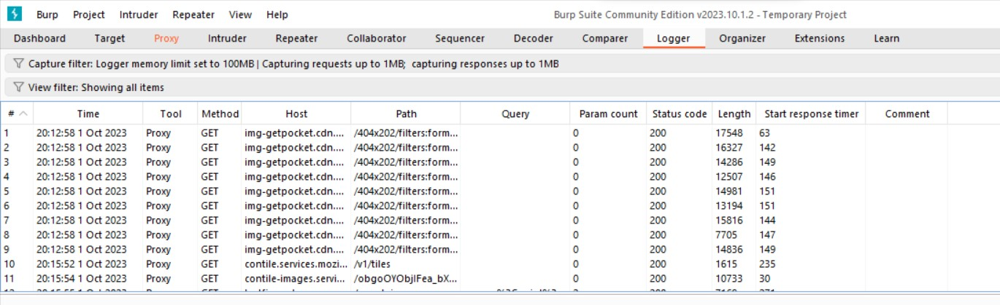 Burp Project Intruder Repeater View Help Burp Suite Community Edition v2023.10.1.2 - Temporary Project
Dashboard Target Proxy Intruder Repeater Collaborator Sequencer Decoder Comparer Logger Organizer Extensions Learn
Capture filter: Logger memory limit set to 100MB | Capturing requests up to 1MB; capturing responses up to 1MB
View filter: Showing all items
# Time Tool Method Host Path Query Param count Status code Length Start response timer Comment
1 20:12:58 1 Oct 2023 Proxy GET img-getpocket.cdn.... /404x202/filters:form... 0 200 17548 63
2 20:12:58 1 Oct 2023 Proxy GET img-getpocket.cdn.... /404x202/filters:form... 0 200 16327 142
3 20:12:58 1 Oct 2023 Proxy GET img-getpocket.cdn.... /404x202/filters:form... 0 200 14286 149
4 20:12:58 1 Oct 2023 Proxy GET img-getpocket.cdn.... /404x202/filters:form... 0 200 12507 146
5 20:12:58 1 Oct 2023 Proxy GET img-getpocket.cdn.... /404x202/filters:form... 0 200 14981 151
6 20:12:58 1 Oct 2023 Proxy GET img-getpocket.cdn.... /404x202/filters:form... 0 200 13194 151
7 20:12:58 1 Oct 2023 Proxy GET img-getpocket.cdn.... /404x202/filters:form... 0 200 15816 144
8 20:12:58 1 Oct 2023 Proxy GET img-getpocket.cdn.... /404x202/filters:form... 0 200 7705 147
9 20:12:58 1 Oct 2023 Proxy GET img-getpocket.cdn.... /404x202/filters:form... 0 200 14836 149
10 20:15:52 1 Oct 2023 Proxy GET contile.services.mozi... /v1/tiles 0 200 1615 235
11 20:15:54 1 Oct 2023 Proxy GET contile-images.servi... /obgoOYObjIFea_bX... 0 200 10733 30